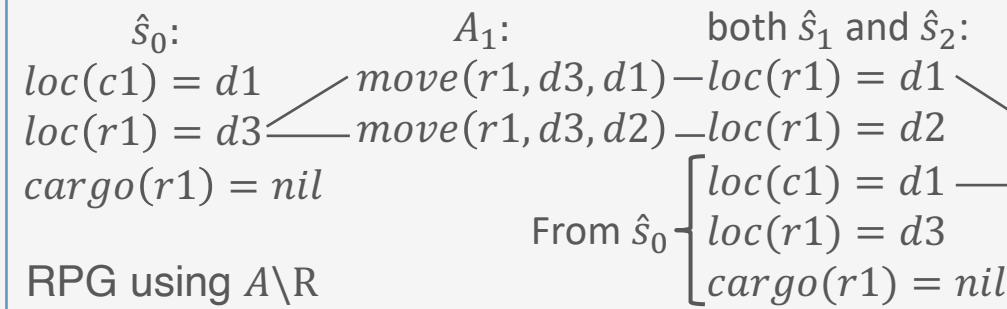 ŝ₀:
loc(c1) = d1
loc(r1) = d3
cargo(r1) = nil
RPG using A\R
A₁:
move(r1, d3, d1)
move(r1, d3, d2)
both ŝ₁ and ŝ₂:
loc(r1) = d1
loc(r1) = d2
From ŝ₀
loc(c1) = d1
loc(r1) = d3
cargo(r1) = nil